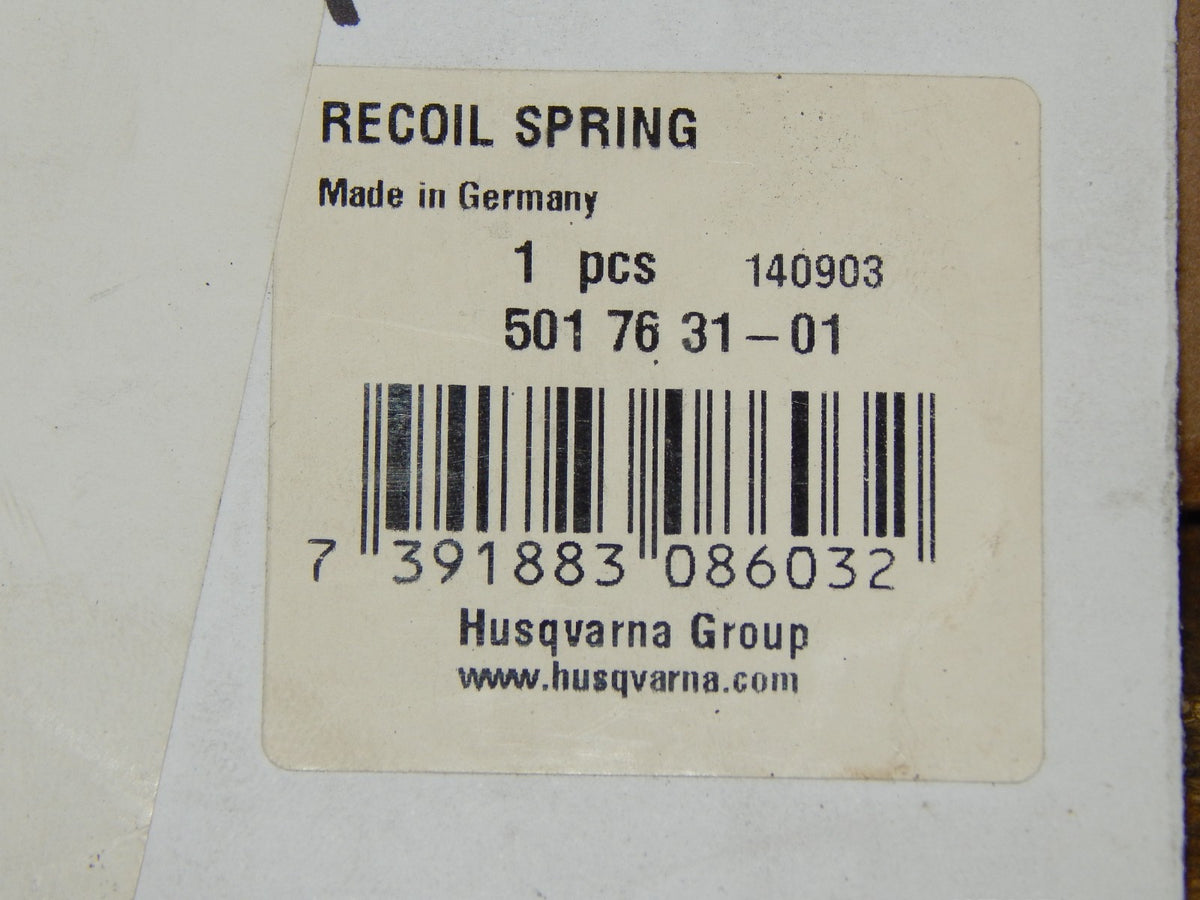 RECOIL SPRING
Made in Germany
1 pcs 140903
501 76 31-01
7 391883 086032
Husqvarna Group
www.husqvarna.com